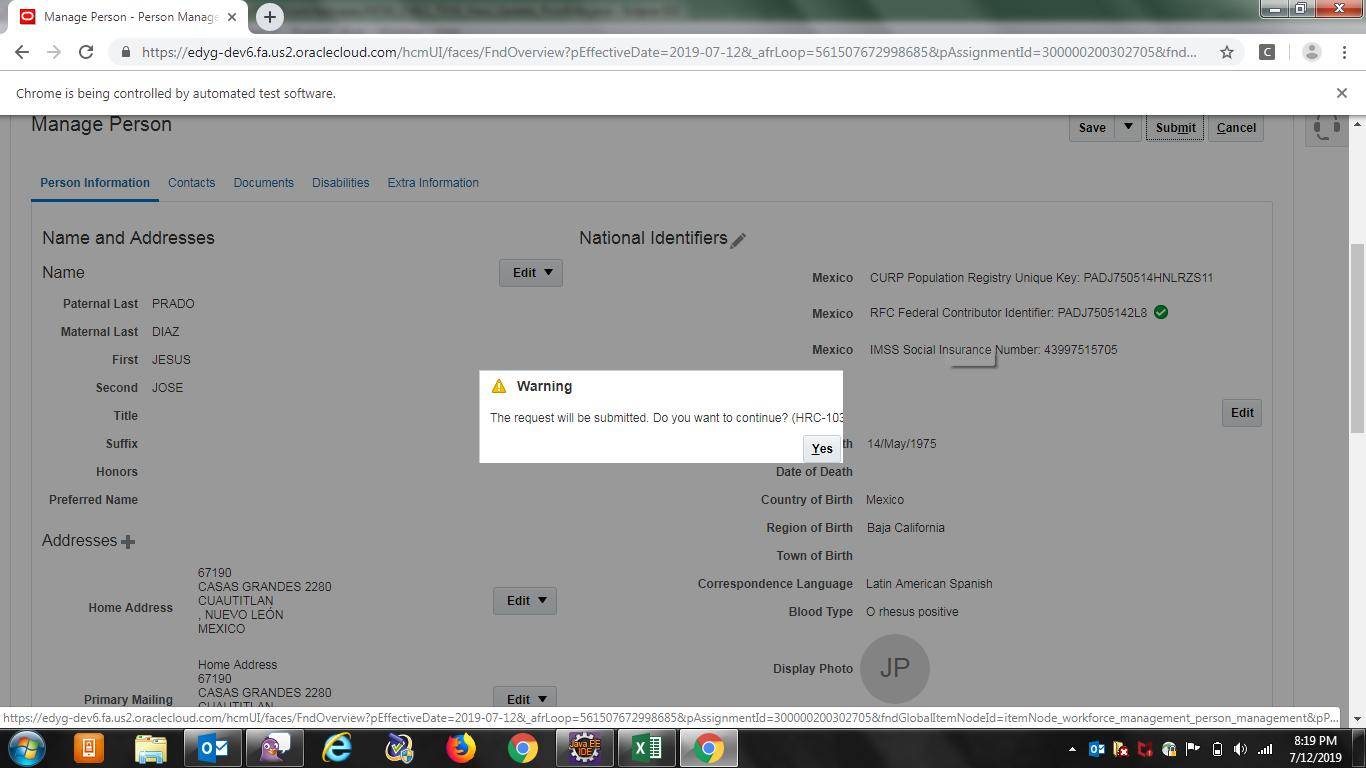 Manage Person - Person Manage
https://edyg-dev6.fa.us2.oraclecloud.com/hcmUI/faces/FndOverview?pEffectiveDate=2019-07-12&_afrLoop=561507672998685&pAssignmentId=300000200302705&fnd...
C
Chrome is being controlled by automated test software.
Manage Person
Save
Submit
Cancel
Person Information
Contacts
Documents
Disabilities
Extra Information
Name and Addresses
Name
Edit
Paternal Last PRADO
Maternal Last DIAZ
First JESUS
Second JOSE
Title
Suffix
Honors
Preferred Name
Addresses
Home Address
67190
CASAS GRANDES 2280
CUAUTITLAN
, NUEVO LEÓN
MEXICO
Edit
Primary Mailing
Home Address
67190
CASAS GRANDES 2280
Edit
National Identifiers
Mexico CURP Population Registry Unique Key: PADJ750514HNLRZS11
Mexico RFC Federal Contributor Identifier: PADJ7505142L8
Mexico IMSS Social Insurance Number: 43997515705
Edit
Warning
The request will be submitted. Do you want to continue? (HRC-103
Yes
th 14/May/1975
Date of Death
Country of Birth Mexico
Region of Birth Baja California
Town of Birth
Correspondence Language Latin American Spanish
Blood Type O rhesus positive
Display Photo JP
https://edyg-dev6.fa.us2.oraclecloud.com/hcmUI/faces/FndOverview?pEffectiveDate=2019-07-12&_afrLoop=561507672998685&pAssignmentId=300000200302705&fndGlobalItemNodeId=itemNode_workforce_management_person_management&pP...
Java EE
IDE
8:19 PM
7/12/2019